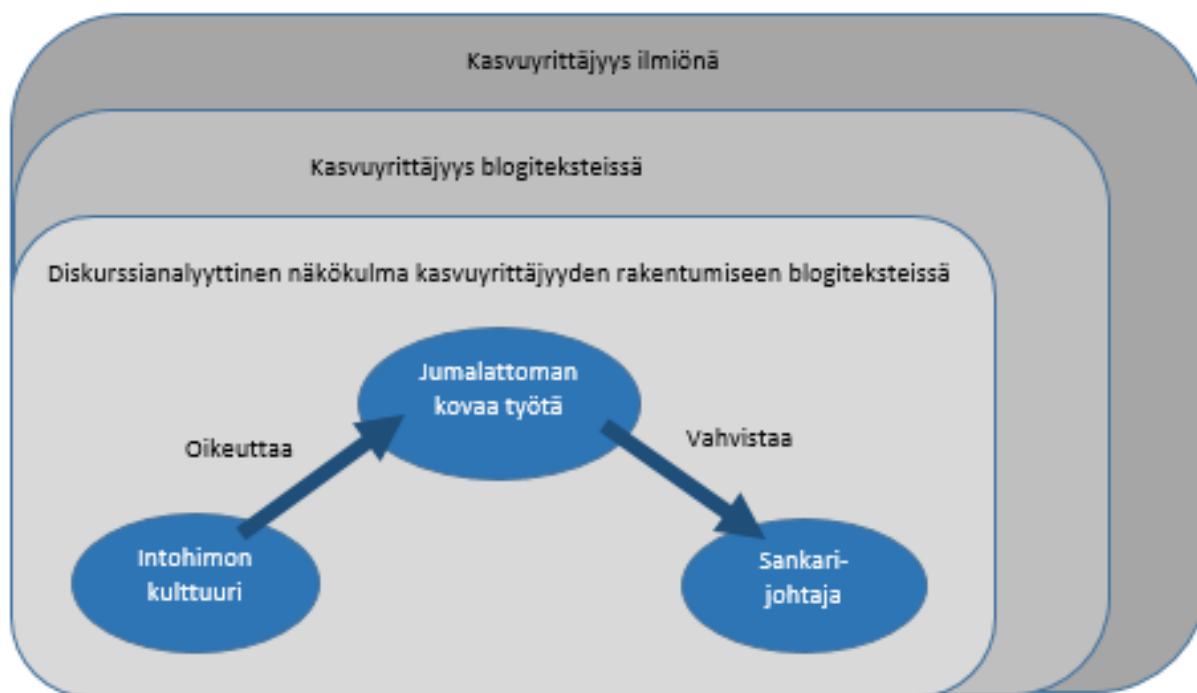 Kasvuyrittäjyys ilmiönä
Kasvuyrittäjyys blogiteksteissä
Diskurssianalyyttinen näkökulma kasvuyrittäjyyden rakentumiseen blogiteksteissä
Jumalattoman
kovaa työtä
Oikeuttaa
Vahvistaa
Intohimon
kulttuuri
Sankari-
johtaja